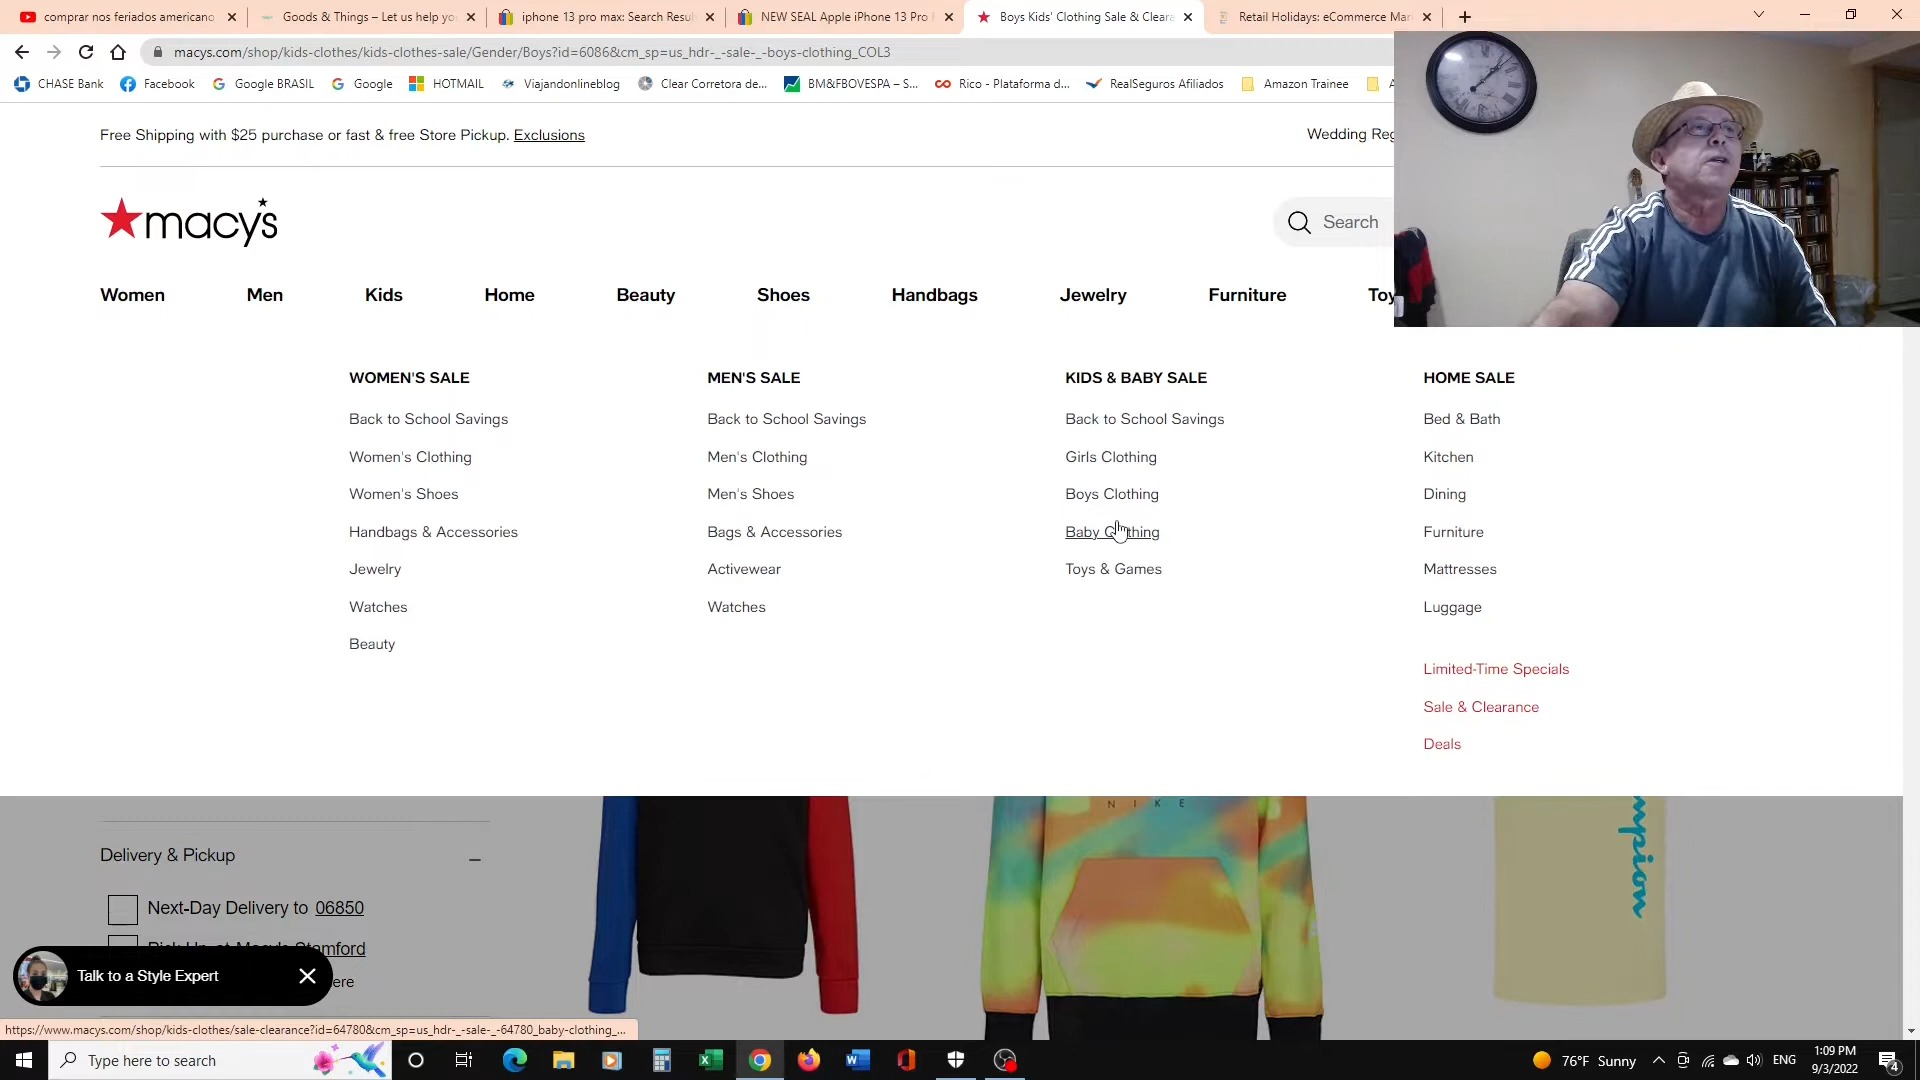 comprar nos feriados americano
Goods & Things – Let us help yo
iphone 13 pro max: Search Resul
NEW SEAL Apple iPhone 13 Pro
Boys Kids' Clothing Sale & Cleara
Retail Holidays: eCommerce Mar
macys.com/shop/kids-clothes/kids-clothes-sale/Gender/Boys?id=6086&cm_sp=us_hdr-_-sale-_-boys-clothing_COL3
CHASE Bank
Facebook
Google BRASIL
Google
HOTMAIL
Viajandonlineblog
Clear Corretora de...
BM&FBOVESPA – S...
Rico - Plataforma d...
RealSeguros Afiliados
Amazon Trainee
A
Free Shipping with $25 purchase or fast & free Store Pickup. Exclusions
Wedding Reg
macy's
Search
Women
Men
Kids
Home
Beauty
Shoes
Handbags
Jewelry
Furniture
Toy
WOMEN'S SALE
Back to School Savings
Women's Clothing
Women's Shoes
Handbags & Accessories
Jewelry
Watches
Beauty
MEN'S SALE
Back to School Savings
Men's Clothing
Men's Shoes
Bags & Accessories
Activewear
Watches
KIDS & BABY SALE
Back to School Savings
Girls Clothing
Boys Clothing
Baby Clothing
Toys & Games
HOME SALE
Bed & Bath
Kitchen
Dining
Furniture
Mattresses
Luggage
Limited-Time Specials
Sale & Clearance
Deals
NIKE
mpion
Delivery & Pickup
Next-Day Delivery to 06850
Pick Up at Macy's Stamford
ere
Talk to a Style Expert
https://www.macys.com/shop/kids-clothes/sale-clearance?id=64780&cm_sp=us_hdr-_-sale-_-64780_baby-clothing_...
Type here to search
76°F Sunny
ENG
1:09 PM
9/3/2022
4